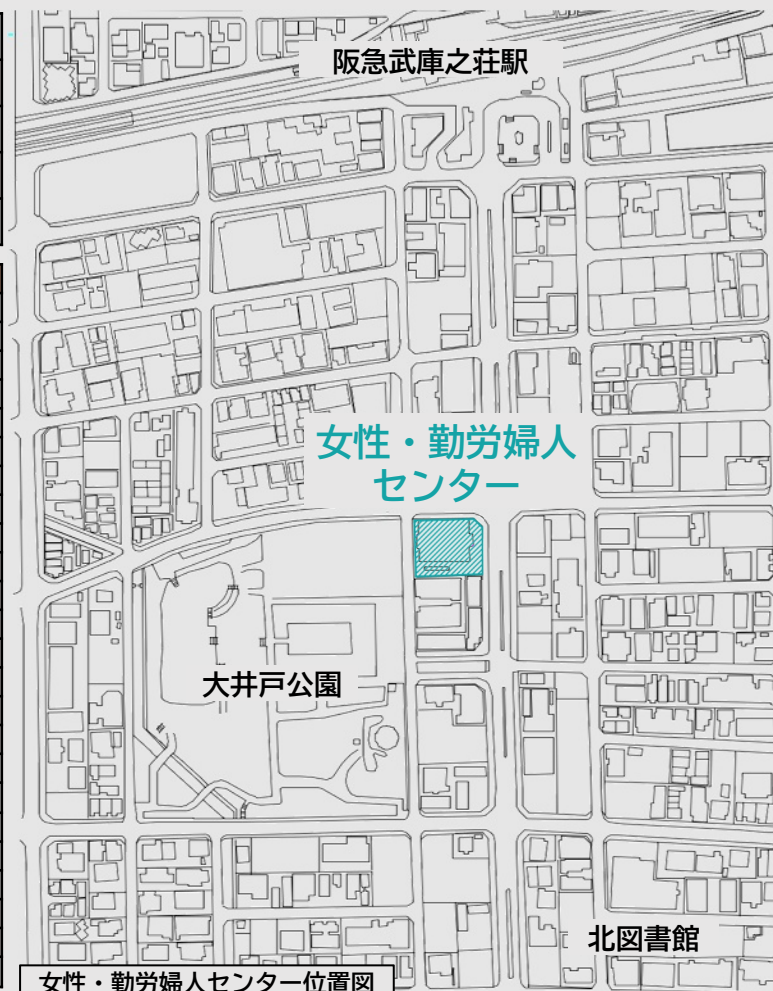 阪急武庫之荘駅
女性・勤労婦人
センター
大井戸公園
北図書館
女性・勤労婦人センター位置図